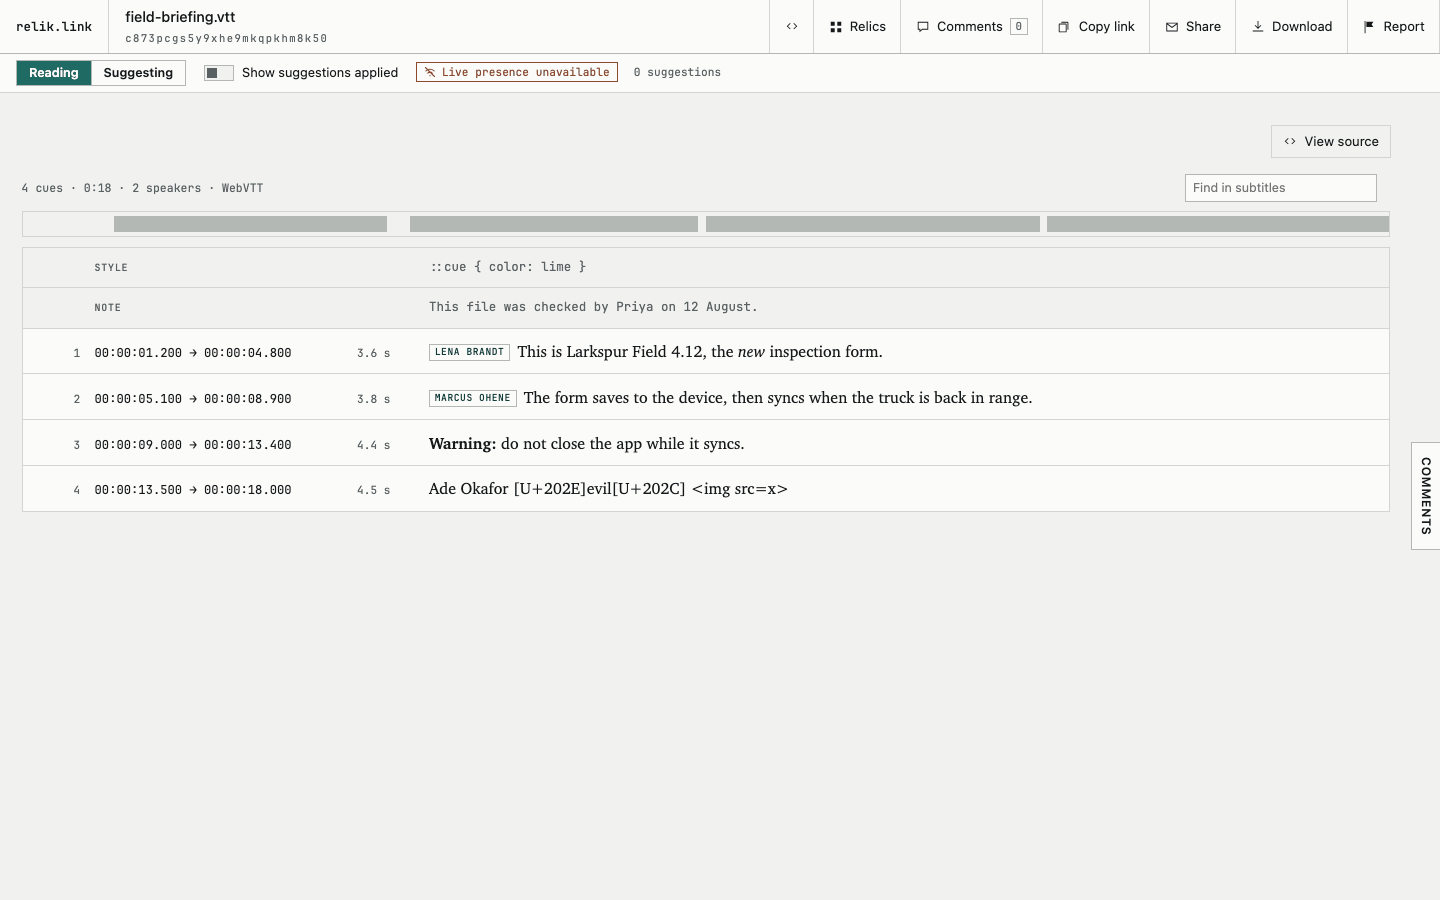 relik.link
field-briefing.vtt
c873pcgs5y9xhe9mkqpkhm8k50
Relics
Comments 0
Copy link
Share
Download
Report
Reading
Suggesting
Show suggestions applied
Live presence unavailable
0 suggestions
<> View source
4 cues · 0:18 · 2 speakers · WebVTT
Find in subtitles
STYLE ::cue { color: lime }
NOTE This file was checked by Priya on 12 August.
1 00:00:01.200 → 00:00:04.800 3.6 s LENA BRANDT This is Larkspur Field 4.12, the new inspection form.
2 00:00:05.100 → 00:00:08.900 3.8 s MARCUS OHENE The form saves to the device, then syncs when the truck is back in range.
3 00:00:09.000 → 00:00:13.400 4.4 s Warning: do not close the app while it syncs.
4 00:00:13.500 → 00:00:18.000 4.5 s Ade Okafor [U+202E]evil[U+202C] <img src=x>
COMMENTS